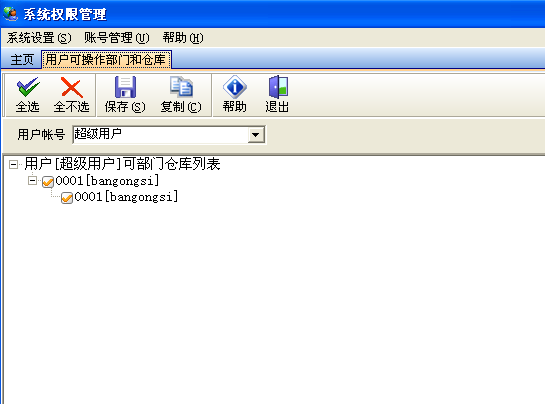 系统权限管理
系统设置(S) 账号管理(U) 帮助(H)
主页 用户可操作部门和仓库
全选 全不选 保存(S) 复制(C) 帮助 退出
用户帐号 超级用户
用户[超级用户]可部门仓库列表
0001[bangongsi]
0001[bangongsi]